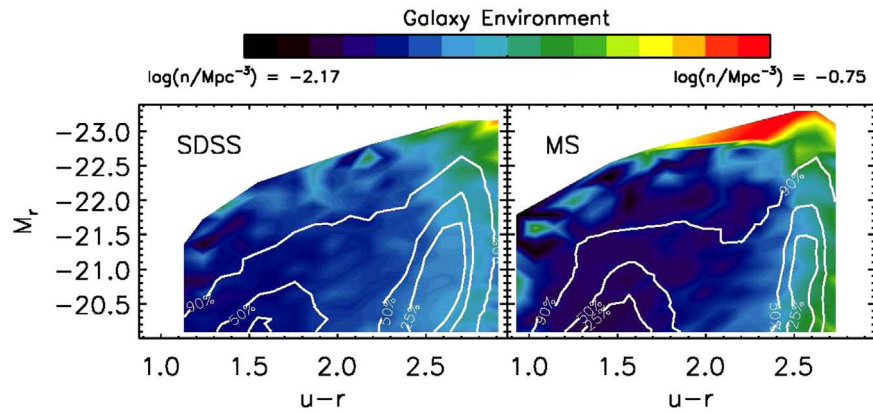 Galaxy Environment
log(n/Mpc⁻³) = −2.17 log(n/Mpc⁻³) = −0.75
SDSS MS
−23.0
−22.5
−22.0
−21.5
−21.0
−20.5
M_r
90% 50% 50% 25%
90% 90% 50% 25% 50% 25%
1.0 1.5 2.0 2.5 1.0 1.5 2.0 2.5
u−r u−r